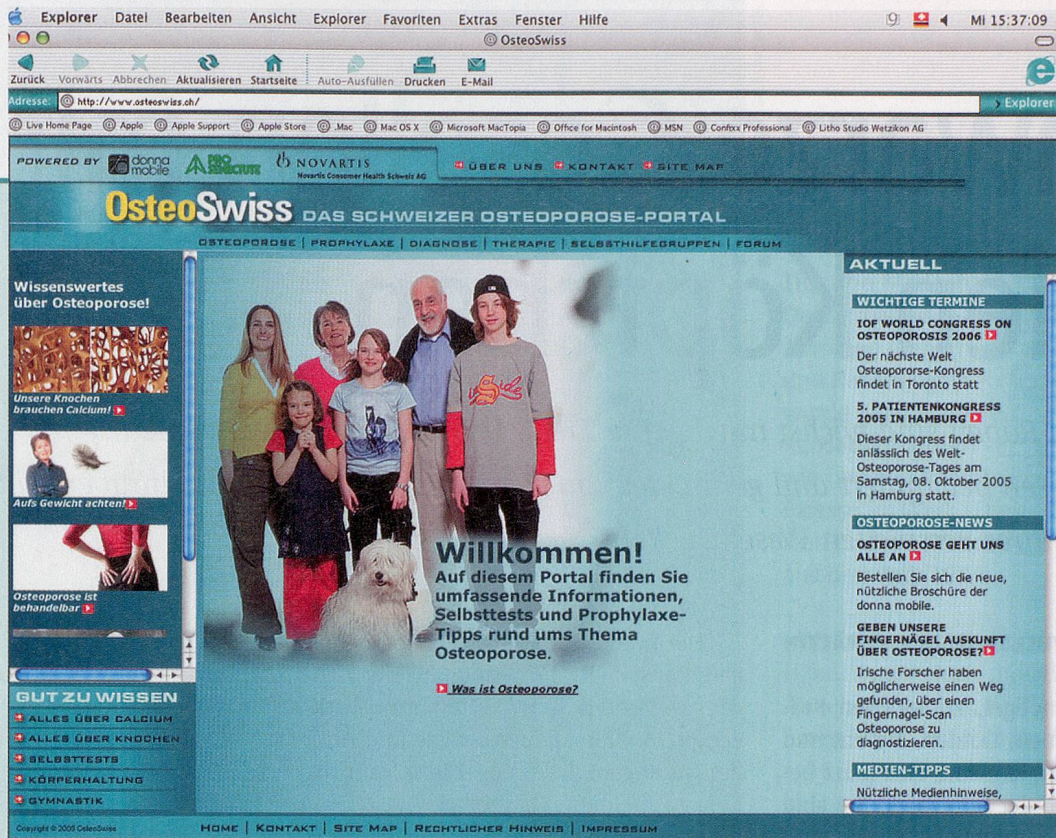 Explorer Datei Bearbeiten Ansicht Explorer Favoriten Extras Fenster Hilfe Mi 15:37:09
@ OsteoSwiss
Zurück Vorwärts Abbrechen Aktualisieren Startseite Auto-Ausfüllen Drucken E-Mail
Adresse: @ http://www.osteoswiss.ch/ Explorer
@ Live Home Page @ Apple @ Apple Support @ Apple Store @ .Mac @ Mac OS X @ Microsoft MacTopia @ Office for Macintosh @ MSN @ Confixx Professional @ Litho Studio Wetzikon AG
POWERED BY donna mobile PRO SENECTUTE NOVARTIS
Novartis Consumer Health Schweiz AG
ÜBER UNS KONTAKT SITE MAP
OsteoSwiss DAS SCHWEIZER OSTEOPOROSE-PORTAL
OSTEOPOROSE | PROPHYLAXE | DIAGNOSE | THERAPIE | SELBSTHILFEGRUPPEN | FORUM
Wissenswertes
über Osteoporose!
Unsere Knochen
brauchen Calcium!
Aufs Gewicht achten!
Osteoporose ist
behandelbar
GUT ZU WISSEN
ALLES ÜBER CALCIUM
ALLES ÜBER KNOCHEN
SELBSTTESTS
KÖRPERHALTUNG
GYMNASTIK
Side
Willkommen!
Auf diesem Portal finden Sie
umfassende Informationen,
Selbsttests und Prophylaxe-
Tipps rund ums Thema
Osteoporose.
Was ist Osteoporose?
AKTUELL
WICHTIGE TERMINE
IOF WORLD CONGRESS ON
OSTEOPOROSIS 2006
Der nächste Welt
Osteopororse-Kongress
findet in Toronto statt
5. PATIENTENKONGRESS
2005 IN HAMBURG
Dieser Kongress findet
anlässlich des Welt-
Osteoporose-Tages am
Samstag, 08. Oktober 2005
in Hamburg statt.
OSTEOPOROSE-NEWS
OSTEOPOROSE GEHT UNS
ALLE AN
Bestellen Sie sich die neue,
nützliche Broschüre der
donna mobile.
GEBEN UNSERE
FINGERNÄGEL AUSKUNFT
ÜBER OSTEOPOROSE?
Irische Forscher haben
möglicherweise einen Weg
gefunden, über einen
Fingernagel-Scan
Osteoporose zu
diagnostizieren.
MEDIEN-TIPPS
Nützliche Medienhinweise,
Copyright © 2005 OsteoSwiss
HOME | KONTAKT | SITE MAP | RECHTLICHER HINWEIS | IMPRESSUM